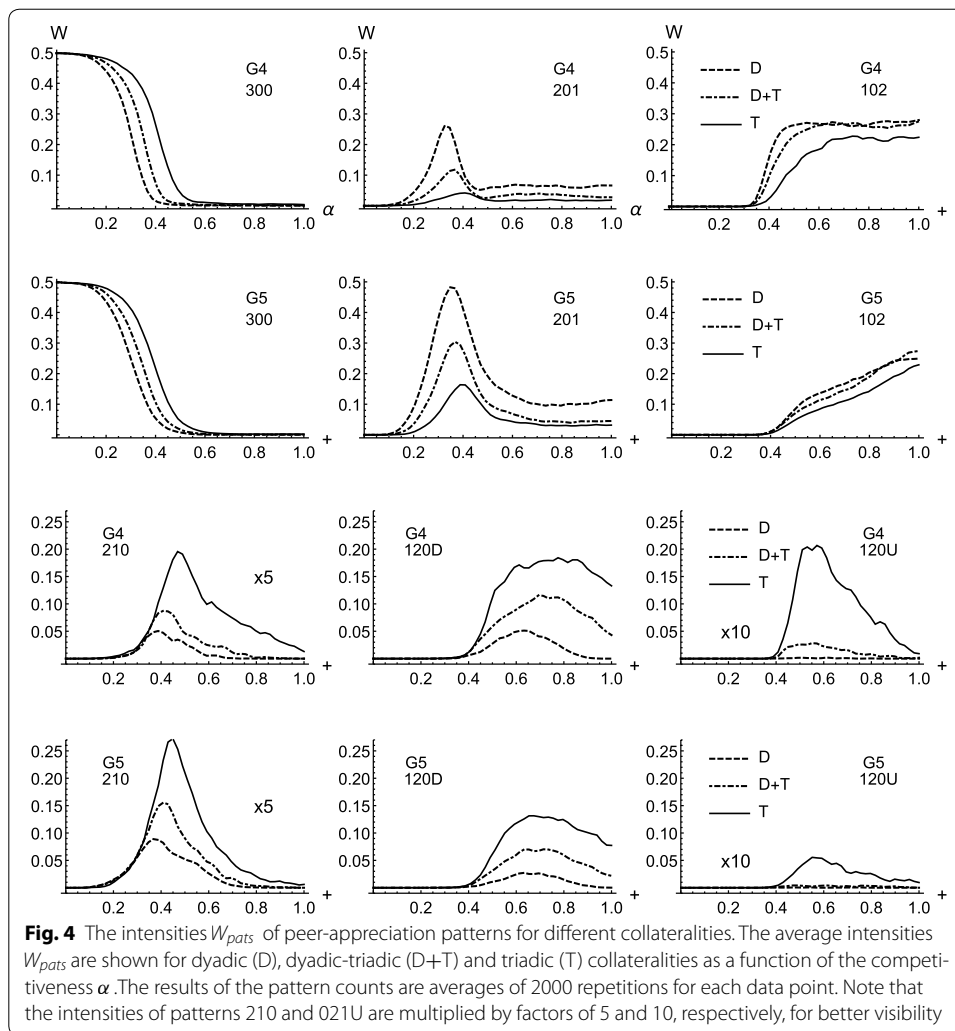 W W W
0.5 0.5 0.5
G4 G4 D G4
300 201 102
0.4 0.4 D+T
0.3 0.3 0.3 T
0.2 0.2 0.2
0.1 0.1 0.1
α α +
0.2 0.4 0.6 0.8 1.0 0.2 0.4 0.6 0.8 1.0 0.2 0.4 0.6 0.8 1.0
0.5 0.5 0.5
G5 G5 D G5
300 201 102
0.4 0.4 0.4 D+T
0.3 0.3 0.3 T
0.2 0.2 0.2
0.1 0.1 0.1
+ + +
0.2 0.4 0.6 0.8 1.0 0.2 0.4 0.6 0.8 1.0 0.2 0.4 0.6 0.8 1.0
0.25 G4 0.25 G4 0.25 D G4
210 120D 120U
0.20 0.20 0.20 D+T
0.15 x5 0.15 0.15 T
0.10 0.10 0.10
0.05 0.05 0.05 x10
+ + +
0.2 0.4 0.6 0.8 1.0 0.2 0.4 0.6 0.8 1.0 0.2 0.4 0.6 0.8 1.0
0.25 G5 0.25 G5 0.25 D G5
210 120D 120U
0.20 0.20 0.20 D+T
0.15 x5 0.15 0.15 T
0.10 0.10 0.10
0.05 0.05 0.05 x10
+ + +
0.2 0.4 0.6 0.8 1.0 0.2 0.4 0.6 0.8 1.0 0.2 0.4 0.6 0.8 1.0
Fig. 4 The intensities Wpats of peer-appreciation patterns for different collateralities. The average intensities
Wpats are shown for dyadic (D), dyadic-triadic (D+T) and triadic (T) collateralities as a function of the competi-
tiveness α .The results of the pattern counts are averages of 2000 repetitions for each data point. Note that
the intensities of patterns 210 and 021U are multiplied by factors of 5 and 10, respectively, for better visibility